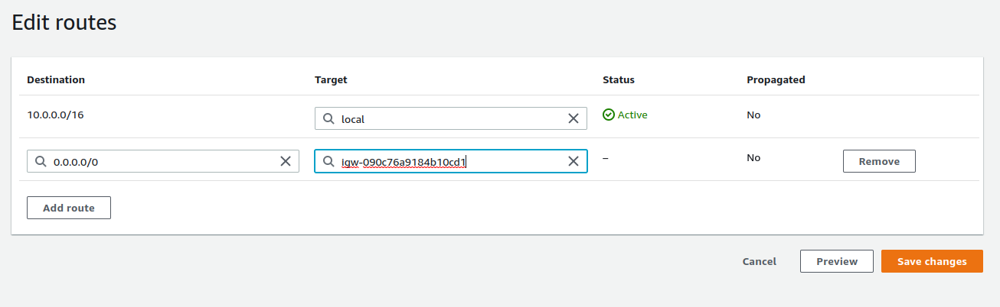 Edit routes
Destination Target Status Propagated
10.0.0.0/16 local Active No
0.0.0.0/0 igw-090c76a9184b10cd1 – No Remove
Add route
Cancel Preview Save changes